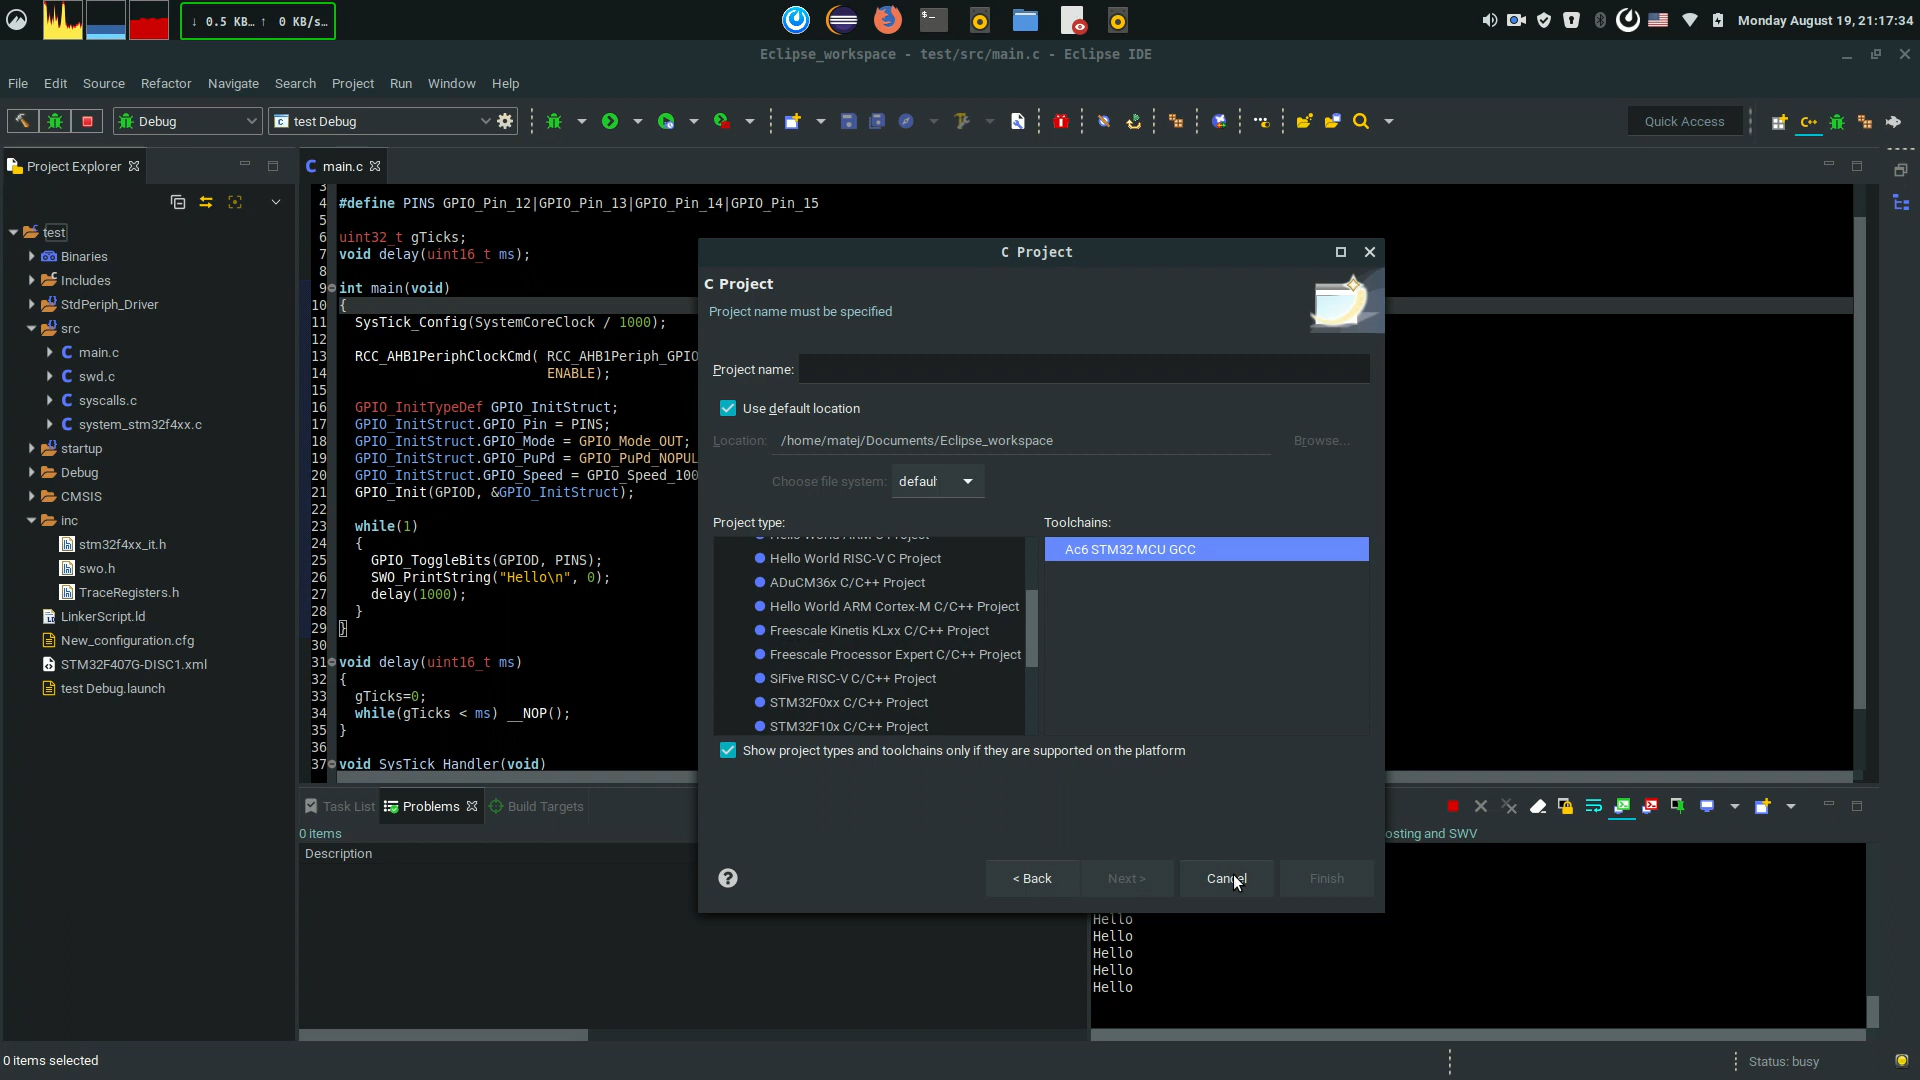 ↓ 0.5 KB… ↑ 0 KB/s…
Monday August 19, 21:17:34
Eclipse_workspace - test/src/main.c - Eclipse IDE
File Edit Source Refactor Navigate Search Project Run Window Help
Debug
test Debug
Quick Access
C++
Project Explorer
test
Binaries
Includes
StdPeriph_Driver
src
main.c
swd.c
syscalls.c
system_stm32f4xx.c
startup
Debug
CMSIS
inc
stm32f4xx_it.h
swo.h
TraceRegisters.h
LinkerScript.ld
New_configuration.cfg
STM32F407G-DISC1.xml
test Debug.launch
main.c
3
4 #define PINS GPIO_Pin_12|GPIO_Pin_13|GPIO_Pin_14|GPIO_Pin_15
5
6 uint32_t gTicks;
7 void delay(uint16_t ms);
8
9 int main(void)
10 {
11 SysTick_Config(SystemCoreClock / 1000);
12
13 RCC_AHB1PeriphClockCmd( RCC_AHB1Periph_GPIO
14 ENABLE);
15
16 GPIO_InitTypeDef GPIO_InitStruct;
17 GPIO_InitStruct.GPIO_Pin = PINS;
18 GPIO_InitStruct.GPIO_Mode = GPIO_Mode_OUT;
19 GPIO_InitStruct.GPIO_PuPd = GPIO_PuPd_NOPUL
20 GPIO_InitStruct.GPIO_Speed = GPIO_Speed_100
21 GPIO_Init(GPIOD, &GPIO_InitStruct);
22
23 while(1)
24 {
25 GPIO_ToggleBits(GPIOD, PINS);
26 SWO_PrintString("Hello\n", 0);
27 delay(1000);
28 }
29 }
30
31 void delay(uint16_t ms)
32 {
33 gTicks=0;
34 while(gTicks < ms) __NOP();
35 }
36
37 void SysTick_Handler(void)
C Project
C Project
Project name must be specified
Project name:
Use default location
Location: /home/matej/Documents/Eclipse_workspace Browse...
Choose file system: defaul
Project type:
Hello World ARM C Project
Hello World RISC-V C Project
ADuCM36x C/C++ Project
Hello World ARM Cortex-M C/C++ Project
Freescale Kinetis KLxx C/C++ Project
Freescale Processor Expert C/C++ Project
SiFive RISC-V C/C++ Project
STM32F0xx C/C++ Project
STM32F10x C/C++ Project
Toolchains:
Ac6 STM32 MCU GCC
Show project types and toolchains only if they are supported on the platform
< Back Next > Cancel Finish
Task List Problems Build Targets
0 items
Description
osting and SWV
Hello
Hello
Hello
Hello
Hello
0 items selected
Status: busy